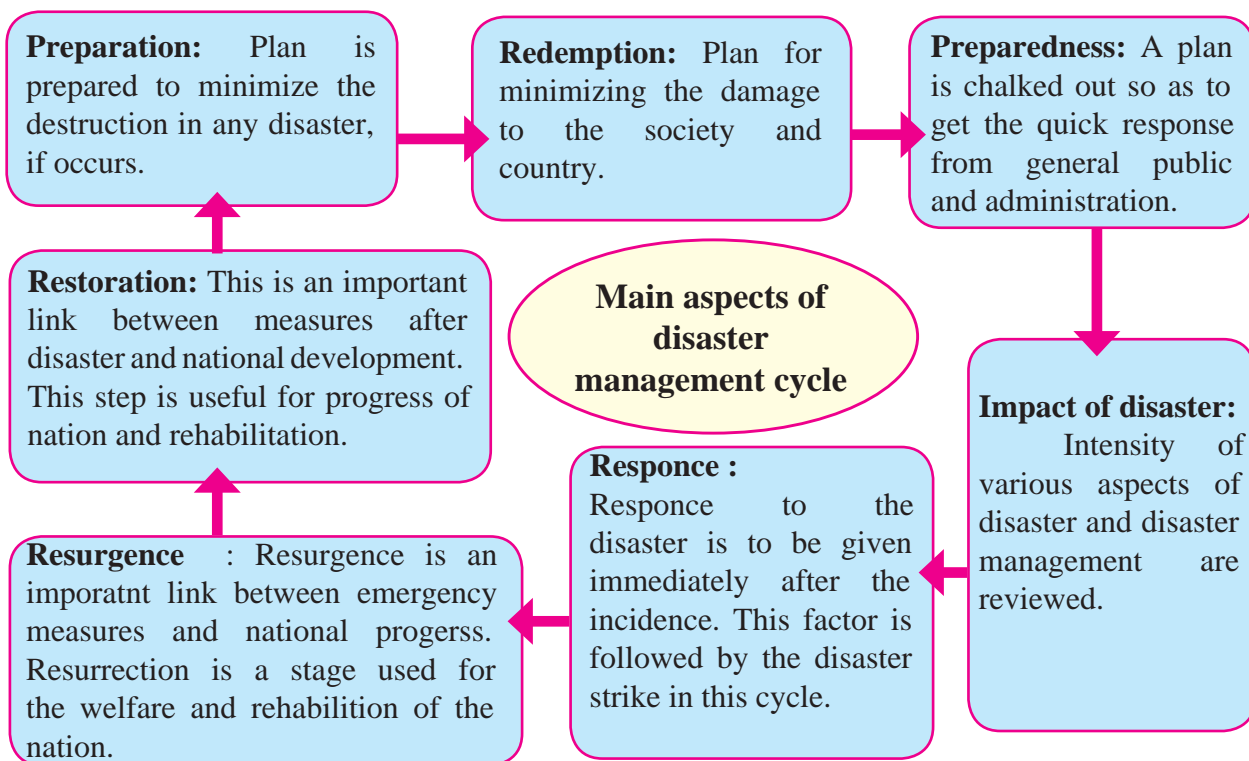 Preparation: Plan is
prepared to minimize the
destruction in any disaster,
if occurs.
Redemption: Plan for
minimizing the damage
to the society and
country.
Preparedness: A plan
is chalked out so as to
get the quick response
from general public
and administration.
Restoration: This is an important
link between measures after
disaster and national development.
This step is useful for progress of
nation and rehabilitation.
Main aspects of
disaster
management cycle
Impact of disaster:
Intensity of
various aspects of
disaster and disaster
management are
reviewed.
Responce :
Responce to the
disaster is to be given
immediately after the
incidence. This factor is
followed by the disaster
strike in this cycle.
Resurgence : Resurgence is an
imporatnt link between emergency
measures and national progerss.
Resurrection is a stage used for
the welfare and rehabilition of the
nation.